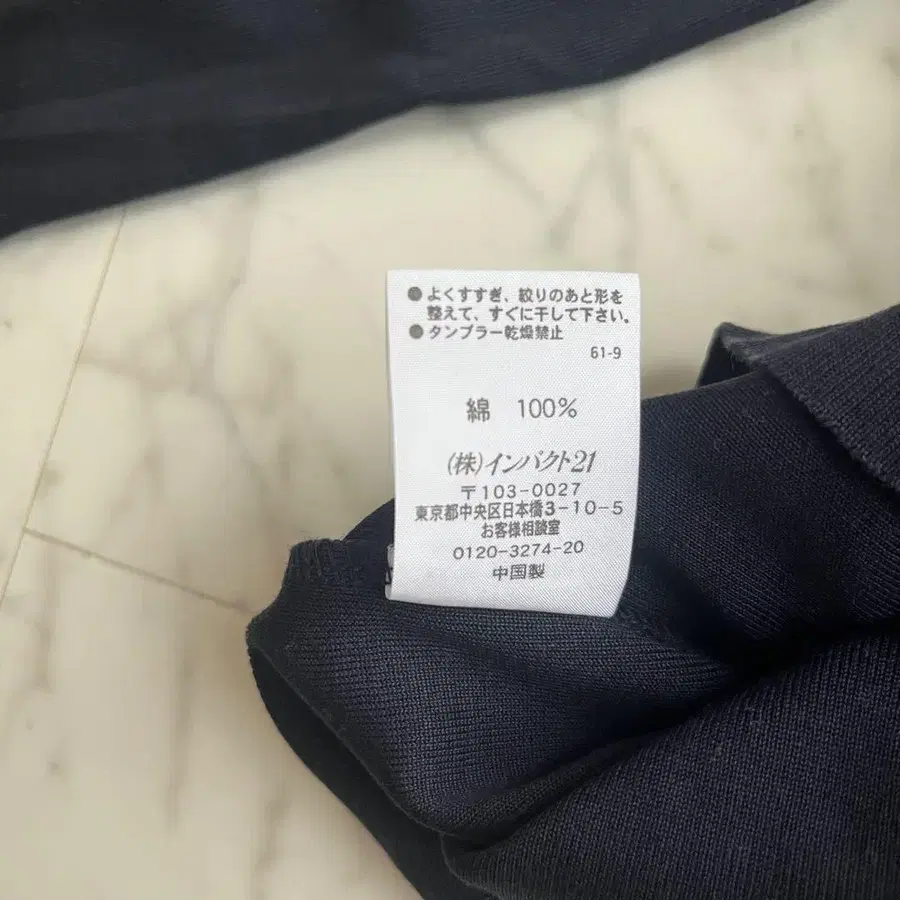 ●よくすすぎ、絞りのあと形を
整えて、すぐに干して下さい。
●タンブラー乾燥禁止
61-9
綿 100%
(株)インパクト21
〒103-0027
東京都中央区日本橋3-10-5
お客様相談室
0120-3274-20
中国製